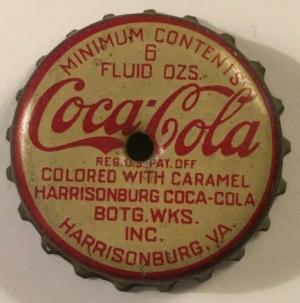 MINIMUM CONTENTS
6
FLUID OZS.
Coca-Cola
REG. U.S. PAT. OFF
COLORED WITH CARAMEL
HARRISONBURG COCA-COLA
BOTG. WKS.
INC.
HARRISONBURG, VA.